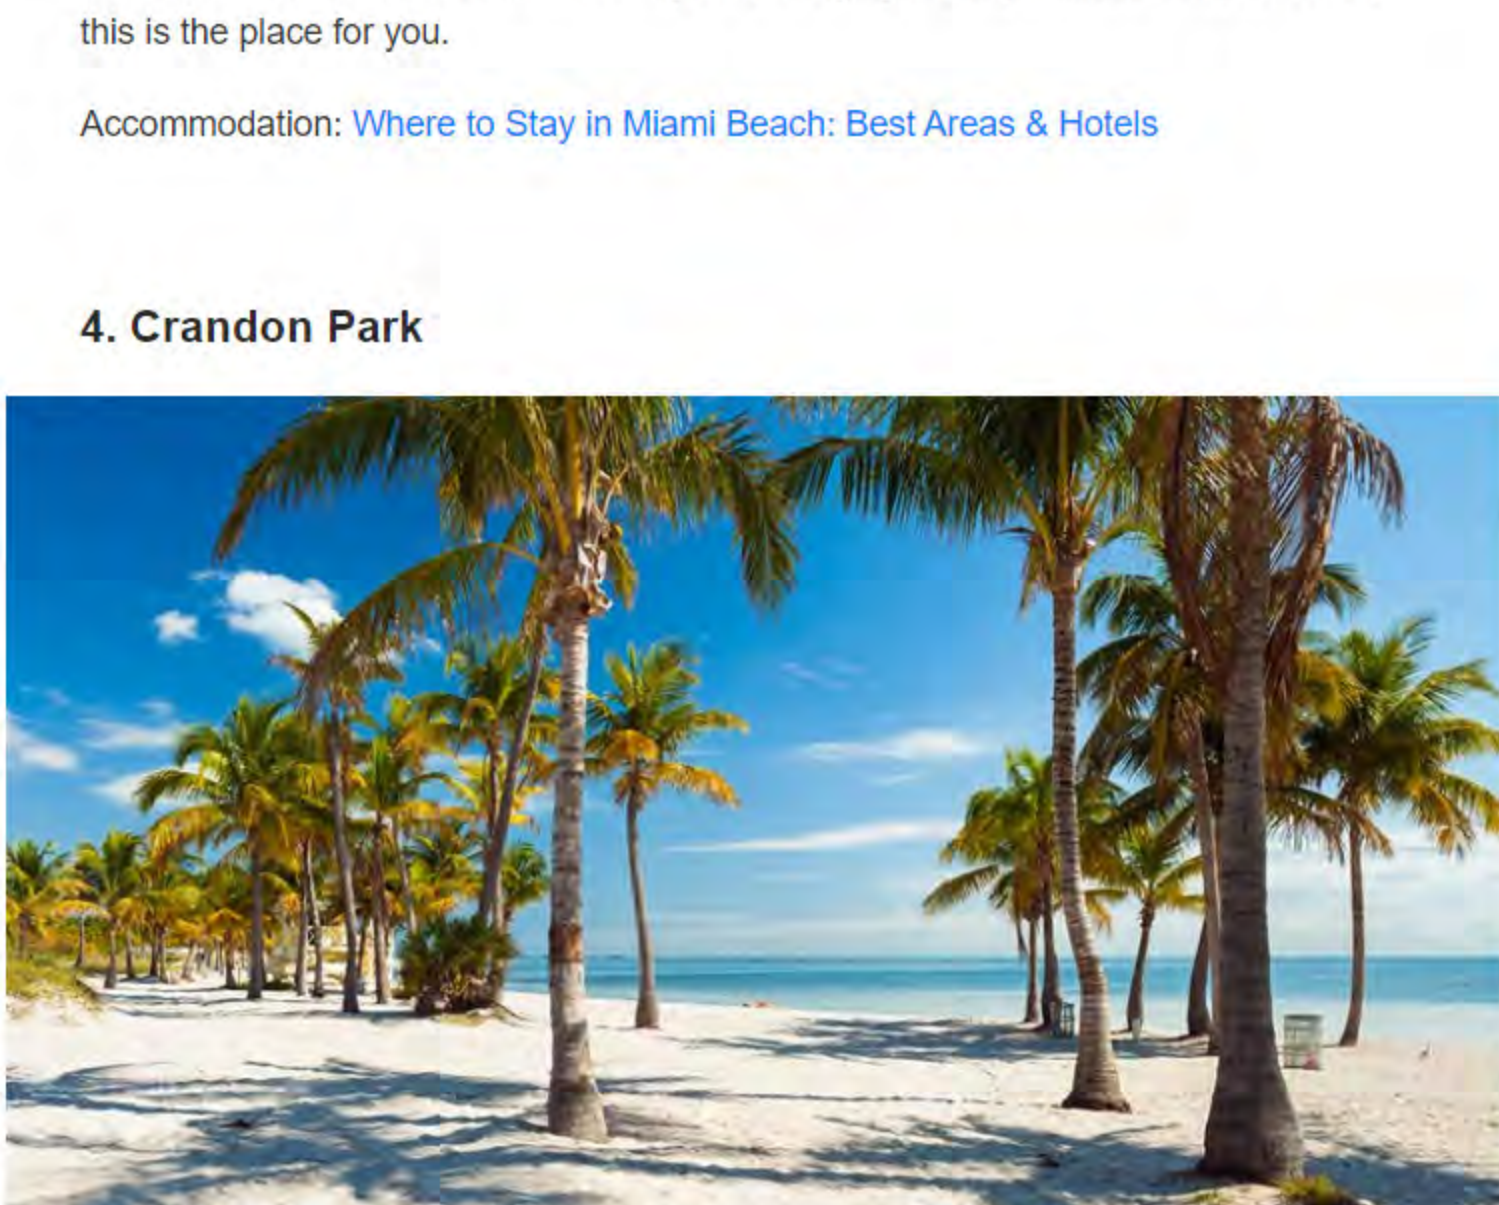 this is the place for you.
Accommodation: Where to Stay in Miami Beach: Best Areas & Hotels
4. Crandon Park